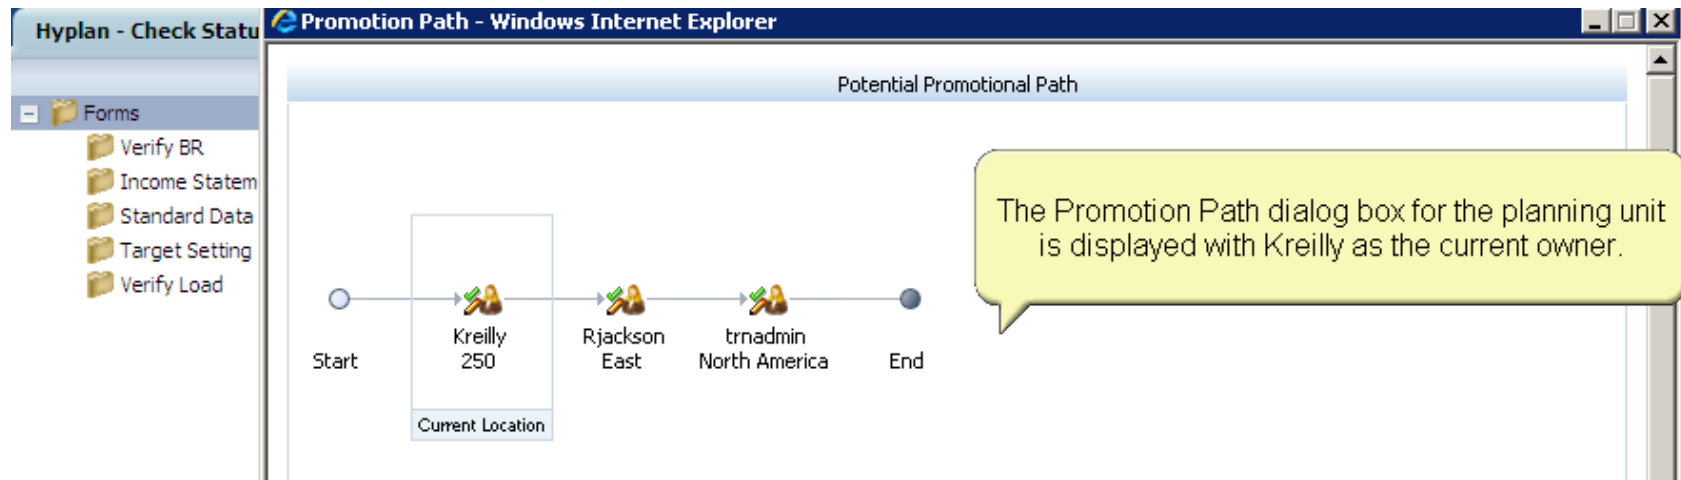 Hyplan - Check Statu
Promotion Path - Windows Internet Explorer
Potential Promotional Path
Forms
Verify BR
Income Statem
Standard Data
Target Setting
Verify Load
The Promotion Path dialog box for the planning unit
is displayed with Kreilly as the current owner.
Start
Kreilly
250
Rjackson
East
trnadmin
North America
End
Current Location